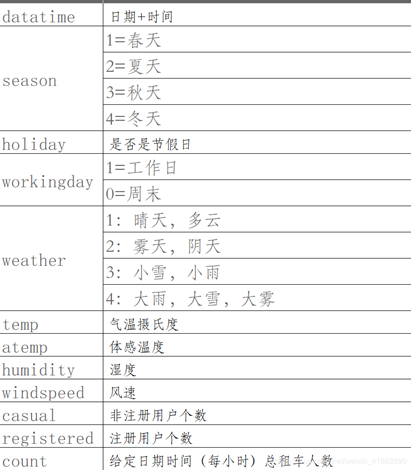 datatime 日期+时间
season
1=春天
2=夏天
3=秋天
4=冬天
holiday 是否是节假日
workingday
1=工作日
0=周末
weather
1: 晴天, 多云
2: 雾天, 阴天
3: 小雪, 小雨
4: 大雨, 大雪, 大雾
temp 气温摄氏度
atemp 体感温度
humidity 湿度
windspeed 风速
casual 非注册用户个数
registered 注册用户个数
count 给定日期时间（每小时）总租车人数